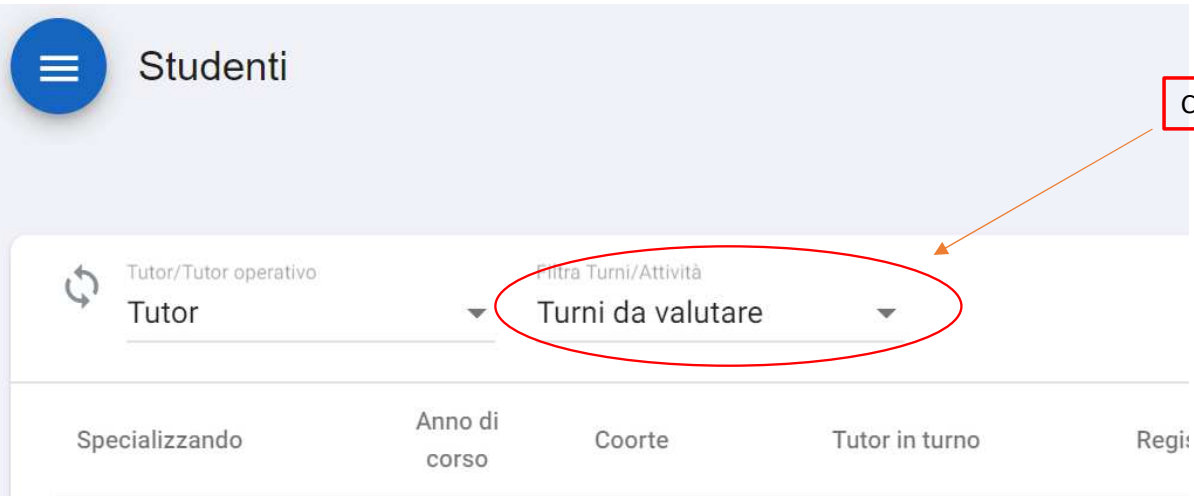 Studenti
Tutor/Tutor operativo
Filtra Turni/Attività
Tutor
Turni da valutare
Specializzando
Anno di
corso
Coorte
Tutor in turno